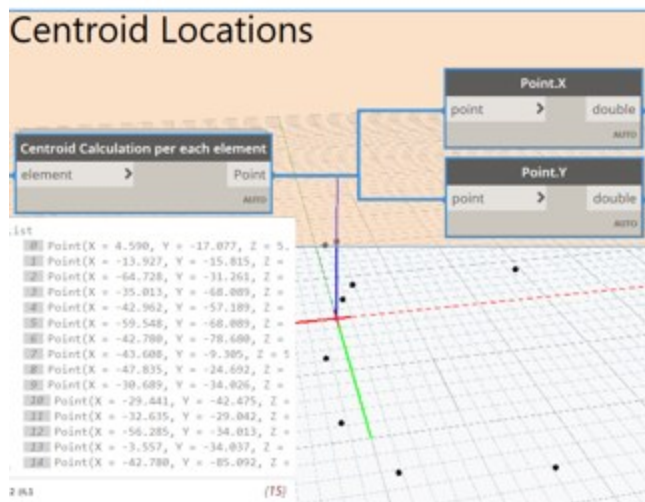 Centroid Locations
Point.X
point > double
AUTO
Centroid Calculation per each element
element > Point
AUTO
Point.Y
point > double
AUTO
List
0 Point(X = 4.590, Y = -17.077, Z = 5.
1 Point(X = -13.927, Y = -15.815, Z =
2 Point(X = -64.728, Y = -31.261, Z =
3 Point(X = -35.013, Y = -68.089, Z =
4 Point(X = -42.962, Y = -57.189, Z =
5 Point(X = -59.548, Y = -68.089, Z =
6 Point(X = -42.780, Y = -78.680, Z =
7 Point(X = -43.608, Y = -9.305, Z = 5
8 Point(X = -47.835, Y = -24.692, Z =
9 Point(X = -30.689, Y = -34.026, Z =
10 Point(X = -29.441, Y = -42.475, Z =
11 Point(X = -32.635, Y = -29.042, Z =
12 Point(X = -56.285, Y = -34.013, Z =
13 Point(X = -3.557, Y = -34.037, Z =
14 Point(X = -42.780, Y = -85.092, Z =
{15}